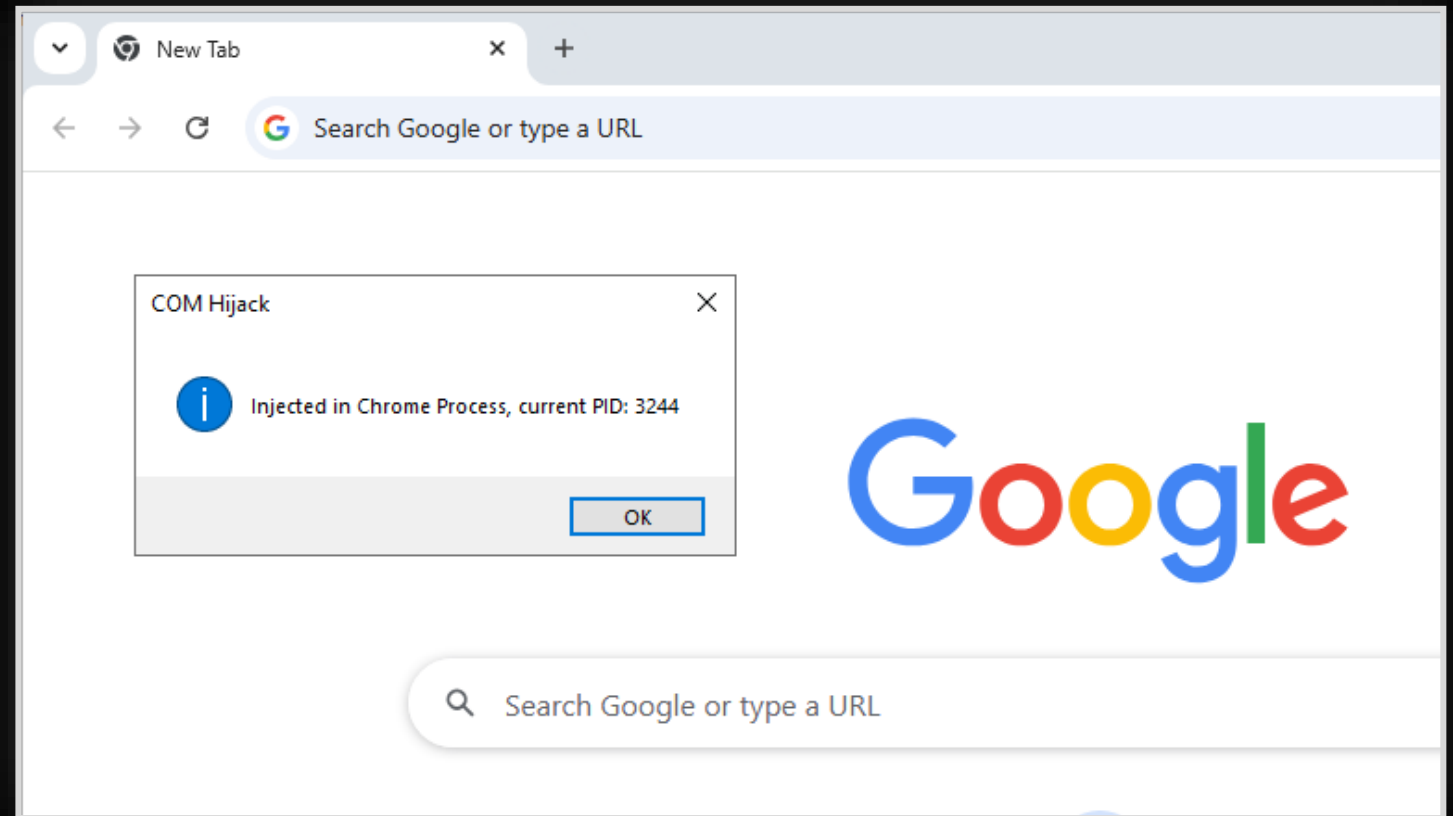 New Tab
Search Google or type a URL
COM Hijack
Injected in Chrome Process, current PID: 3244
OK
Google
Search Google or type a URL